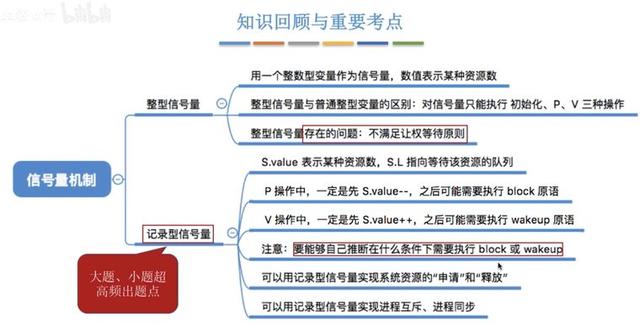 知识回顾与重要考点
用一个整数型变量作为信号量，数值表示某种资源数
整型信号量
整型信号量与普通整型变量的区别：对信号量只能执行 初始化、P、V 三种操作
整型信号量存在的问题：不满足让权等待原则
信号量机制
S.value 表示某种资源数，S.L 指向等待该资源的队列
P 操作中，一定是先 S.value--，之后可能需要执行 block 原语
V 操作中，一定是先 S.value++，之后可能需要执行 wakeup 原语
记录型信号量
注意：要能够自己推断在什么条件下需要执行 block 或 wakeup
可以用记录型信号量实现系统资源的“申请”和“释放”
可以用记录型信号量实现进程互斥、进程同步
大题、小题超
高频出题点